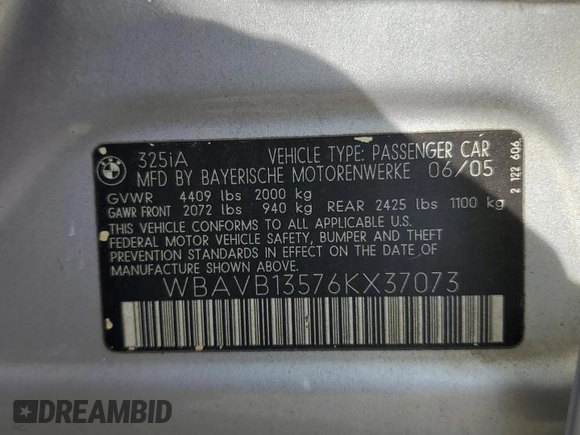 BMW
325iA VEHICLE TYPE: PASSENGER CAR
MFD BY BAYERISCHE MOTORENWERKE 06/05
GVWR 4409 lbs 2000 kg
GAWR FRONT 2072 lbs 940 kg REAR 2425 lbs 1100 kg
THIS VEHICLE CONFORMS TO ALL APPLICABLE U.S.
FEDERAL MOTOR VEHICLE SAFETY, BUMPER AND THEFT
PREVENTION STANDARDS IN EFFECT ON THE DATE OF
MANUFACTURE SHOWN ABOVE.
WBAVB13576KX37073
2 122 606
DREAMBID